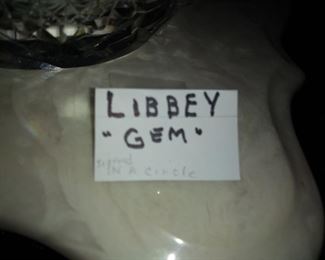 LIBBEY
"GEM"
signed
IN A circle